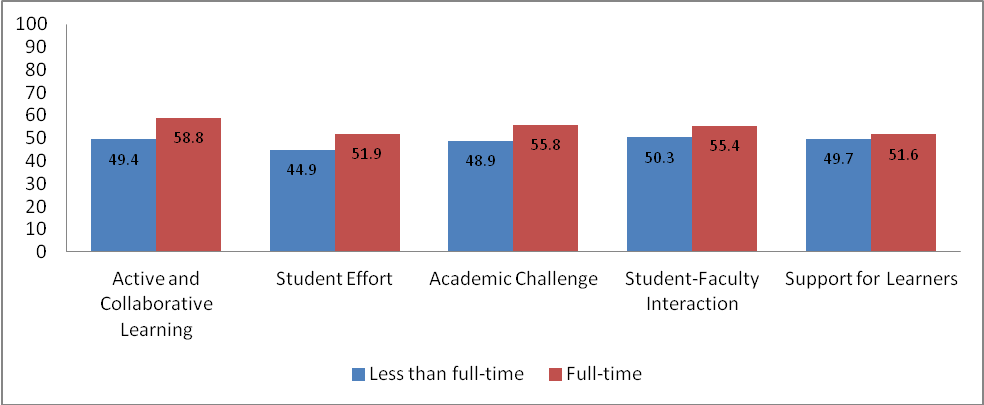 100
90
80
70
60
50
40
30
20
10
0
49.4 58.8 44.9 51.9 48.9 55.8 50.3 55.4 49.7 51.6
Active and Collaborative Learning
Student Effort
Academic Challenge
Student-Faculty Interaction
Support for Learners
Less than full-time Full-time